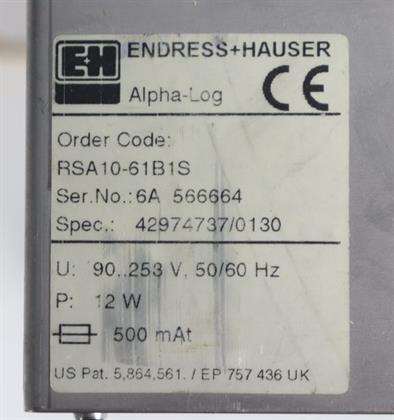 E+H ENDRESS+HAUSER
Alpha-Log CE
Order Code:
RSA10-61B1S
Ser.No.: 6A 566664
Spec.: 42974737/0130
U: 90..253 V, 50/60 Hz
P: 12 W
500 mAt
US Pat. 5,864,561. / EP 757 436 UK